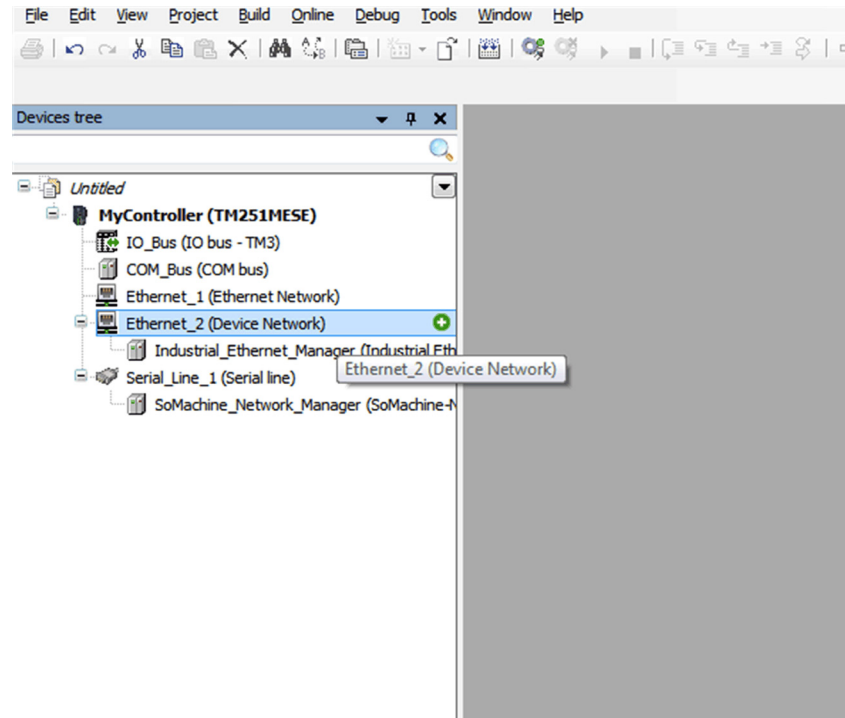 File Edit View Project Build Online Debug Tools Window Help
Devices tree
Untitled
MyController (TM251MESE)
IO_Bus (IO bus - TM3)
COM_Bus (COM bus)
Ethernet_1 (Ethernet Network)
Ethernet_2 (Device Network)
Industrial_Ethernet_Manager (Industrial Eth
Ethernet_2 (Device Network)
Serial_Line_1 (Serial line)
SoMachine_Network_Manager (SoMachine-N